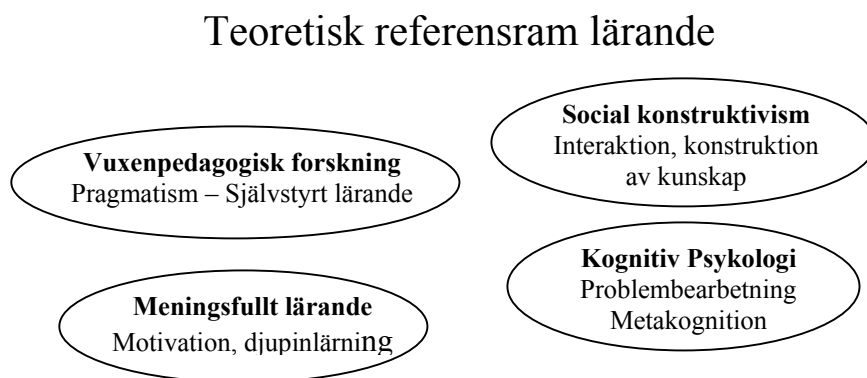 Teoretisk referensram lärande
Vuxenpedagogisk forskning
Pragmatism – Självstyrt lärande
Social konstruktivism
Interaktion, konstruktion
av kunskap
Meningsfullt lärande
Motivation, djupinlärning
Kognitiv Psykologi
Problembearbetning
Metakognition